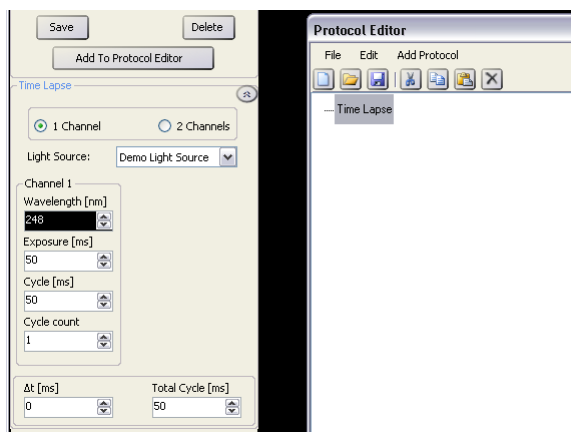 Save Delete
Add To Protocol Editor
Time Lapse
1 Channel 2 Channels
Light Source: Demo Light Source
Channel 1
Wavelength [nm]
248
Exposure [ms]
50
Cycle [ms]
50
Cycle count
1
Δt [ms] Total Cycle [ms]
0 50
Protocol Editor
File Edit Add Protocol
Time Lapse